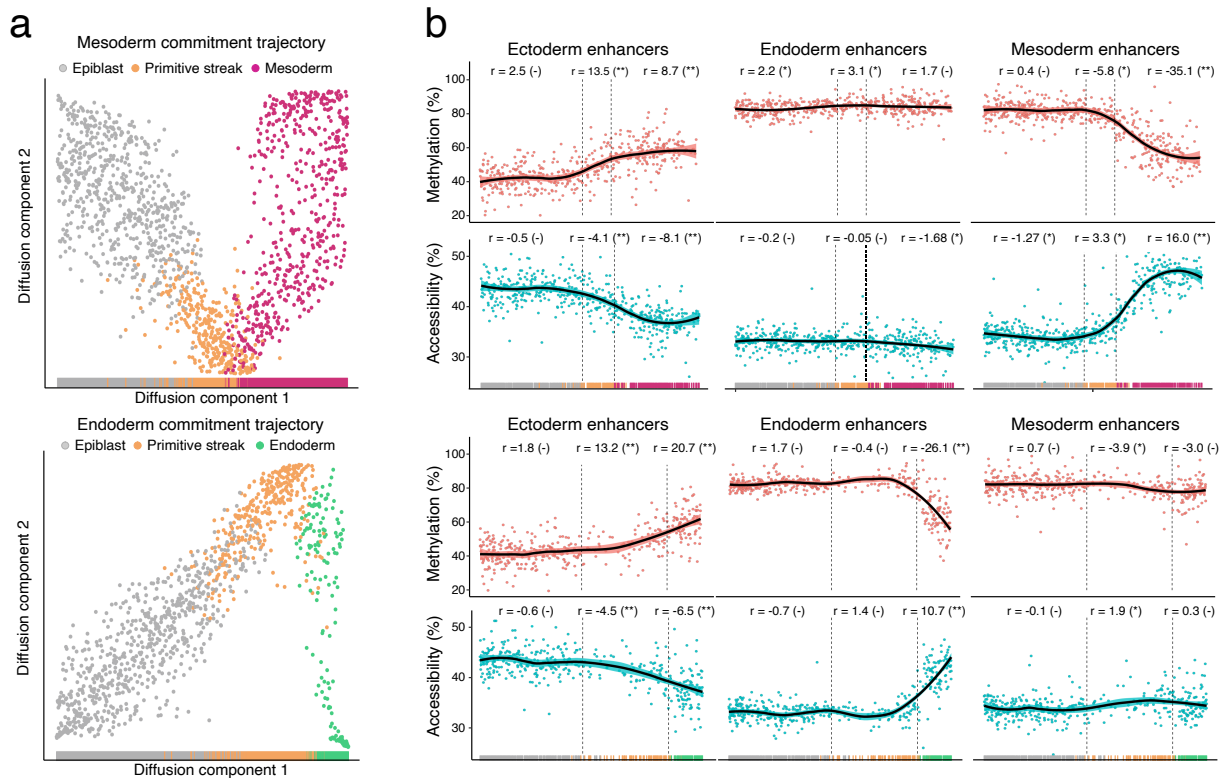 a
Mesoderm commitment trajectory
Epiblast Primitive streak Mesoderm
Diffusion component 2
Diffusion component 1
Endoderm commitment trajectory
Epiblast Primitive streak Endoderm
Diffusion component 2
Diffusion component 1
b
Ectoderm enhancers Endoderm enhancers Mesoderm enhancers
r = 2.5 (-) r = 13.5 (**) r = 8.7 (**) r = 2.2 (*) r = 3.1 (*) r = 1.7 (-) r = 0.4 (-) r = -5.8 (*) r = -35.1 (**)
Methylation (%)
100
80
60
40
20
r = -0.5 (-) r = -4.1 (**) r = -8.1 (**) r = -0.2 (-) r = -0.05 (-) r = -1.68 (*) r = -1.27 (*) r = 3.3 (*) r = 16.0 (**)
Accessibility (%)
50
40
30
Ectoderm enhancers Endoderm enhancers Mesoderm enhancers
r =1.8 (-) r = 13.2 (**) r = 20.7 (**) r = 1.7 (-) r = -0.4 (-) r = -26.1 (**) r = 0.7 (-) r = -3.9 (*) r = -3.0 (-)
Methylation (%)
100
80
60
40
20
r = -0.6 (-) r = -4.5 (**) r = -6.5 (**) r = -0.7 (-) r = 1.4 (-) r = 10.7 (**) r = -0.1 (-) r = 1.9 (*) r = 0.3 (-)
Accessibility (%)
50
40
30